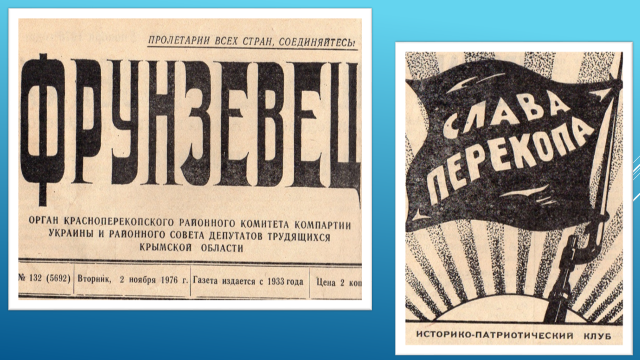 ПРОЛЕТАРИИ ВСЕХ СТРАН, СОЕДИНЯЙТЕСЬ!
ФРУНЗЕВЕЦ
ОРГАН КРАСНОПЕРЕКОПСКОГО РАЙОННОГО КОМИТЕТА КОМПАРТИИ
УКРАИНЫ И РАЙОННОГО СОВЕТА ДЕПУТАТОВ ТРУДЯЩИХСЯ
КРЫМСКОЙ ОБЛАСТИ
№ 132 (5692) Вторник, 2 ноября 1976 г. Газета издается с 1933 года Цена 2 коп
СЛАВА
ПЕРЕКОПА
ИСТОРИКО-ПАТРИОТИЧЕСКИЙ КЛУБ